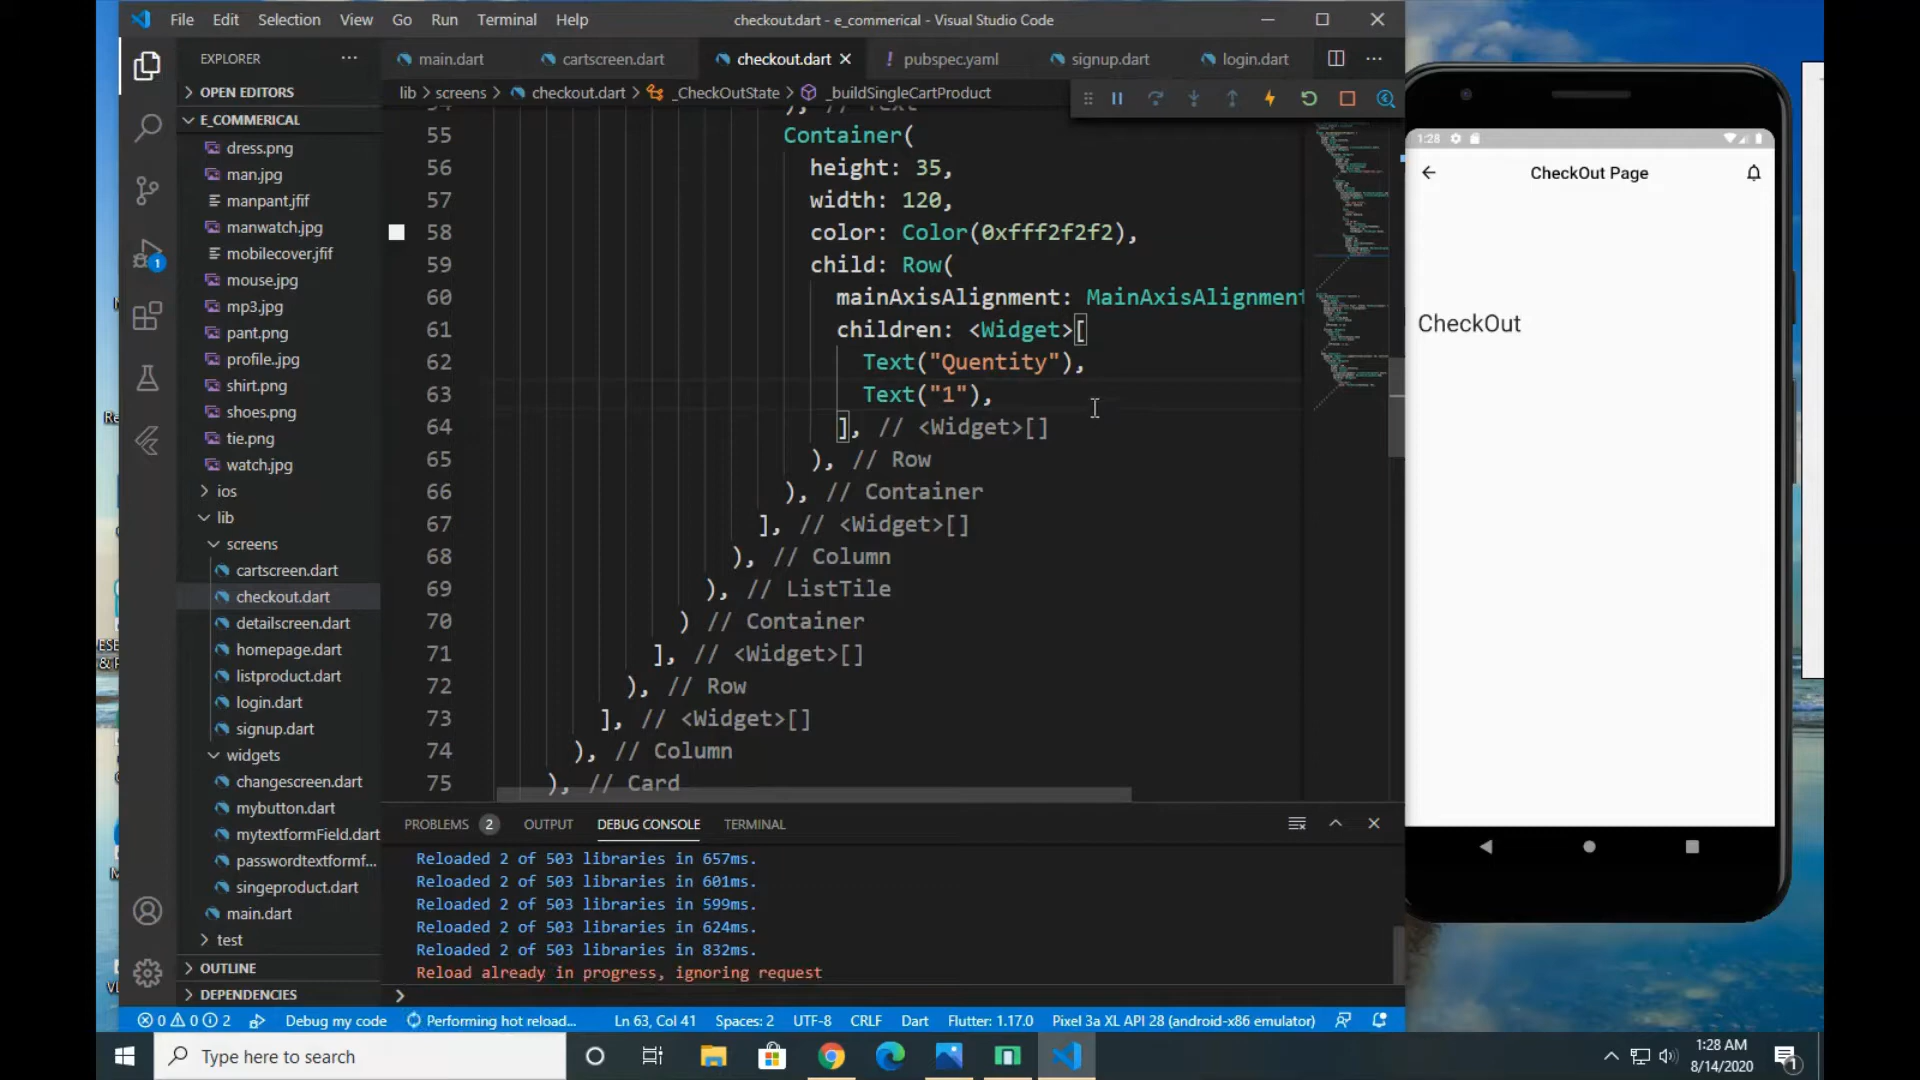 File Edit Selection View Go Run Terminal Help
checkout.dart - e_commerical - Visual Studio Code
EXPLORER
main.dart
cartscreen.dart
checkout.dart
pubspec.yaml
signup.dart
login.dart
OPEN EDITORS
lib > screens > checkout.dart > _CheckOutState > _buildSingleCartProduct
E_COMMERICAL
dress.png
man.jpg
manpant.jfif
manwatch.jpg
mobilecover.jfif
mouse.jpg
mp3.jpg
pant.png
profile..jpg
shirt.png
shoes.png
tie.png
watch.jpg
ios
lib
screens
cartscreen.dart
checkout.dart
detailscreen.dart
homepage.dart
listproduct.dart
login.dart
signup.dart
widgets
changescreen.dart
mybutton.dart
mytextformField.dart
passwordtextformf...
singeproduct.dart
main.dart
test
OUTLINE
DEPENDENCIES
54 ), // Text
55 Container(
56 height: 35,
57 width: 120,
58 color: Color(0xfff2f2f2),
59 child: Row(
60 mainAxisAlignment: MainAxisAlignment
61 children: <Widget>[
62 Text("Quentity"),
63 Text("1"),
64 ], // <Widget>[]
65 ), // Row
66 ), // Container
67 ], // <Widget>[]
68 ), // Column
69 ), // ListTile
70 ) // Container
71 ], // <Widget>[]
72 ), // Row
73 ], // <Widget>[]
74 ), // Column
75 ), // Card
PROBLEMS 2 OUTPUT DEBUG CONSOLE TERMINAL
Reloaded 2 of 503 libraries in 657ms.
Reloaded 2 of 503 libraries in 601ms.
Reloaded 2 of 503 libraries in 599ms.
Reloaded 2 of 503 libraries in 624ms.
Reloaded 2 of 503 libraries in 832ms.
Reload already in progress, ignoring request
0 0 2 Debug my code Performing hot reload... Ln 63, Col 41 Spaces: 2 UTF-8 CRLF Dart Flutter: 1.17.0 Pixel 3a XL API 28 (android-x86 emulator)
1:28
CheckOut Page
CheckOut
Type here to search
1:28 AM
8/14/2020
1